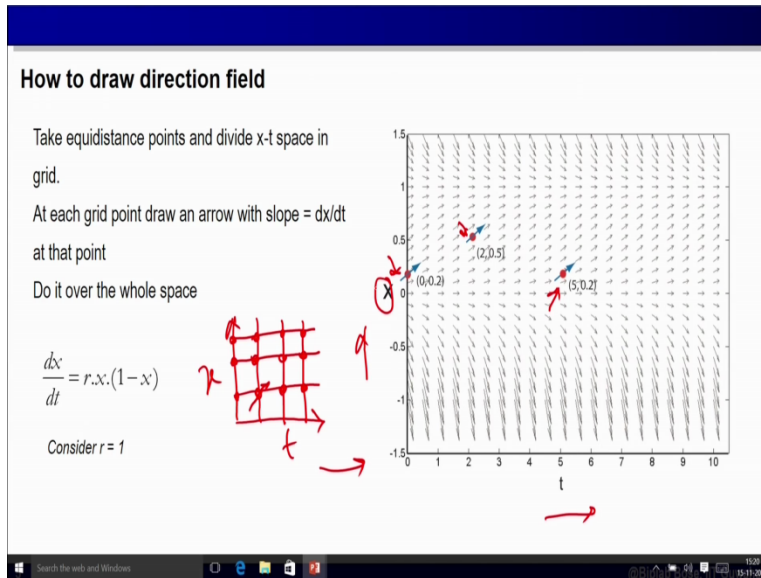 How to draw direction field
Take equidistance points and divide x-t space in
grid.
At each grid point draw an arrow with slope = dx/dt
at that point
Do it over the whole space
dx
dt
= r.x.(1−x)
Consider r = 1
x
t
1.5
1
0.5
0
-0.5
-1
-1.5
X
(0,0.2)
(2,0.5)
(5,0.2)
0 1 2 3 4 5 6 7 8 9 10
t
Search the web and Windows
15:20